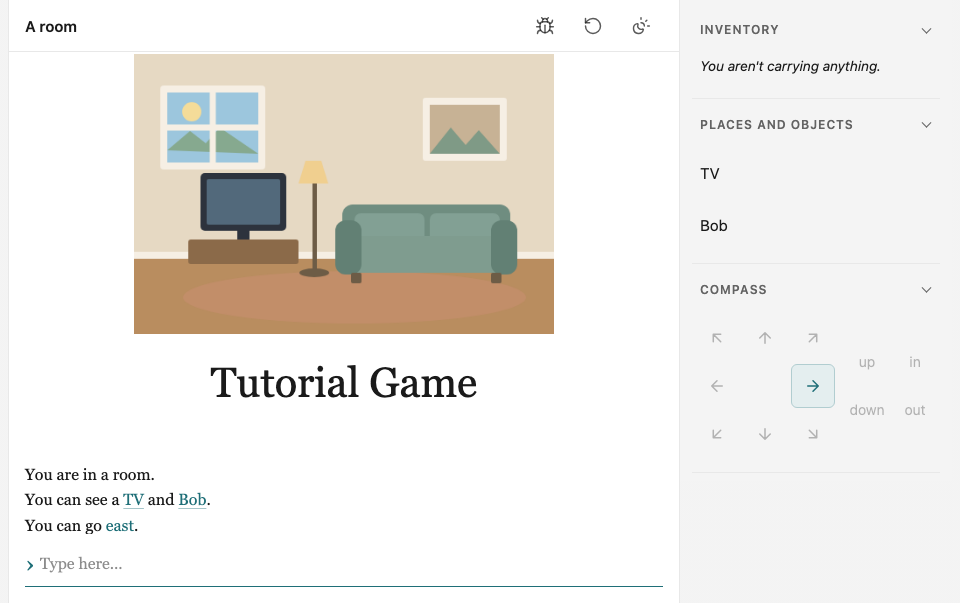 A room
Tutorial Game
You are in a room.
You can see a TV and Bob.
You can go east.
Type here...
INVENTORY
You aren't carrying anything.
PLACES AND OBJECTS
TV
Bob
COMPASS
up in
down out